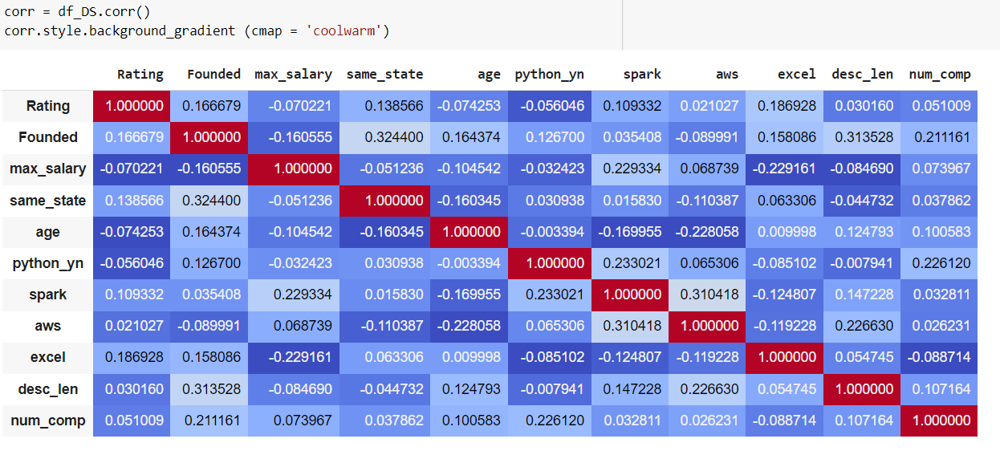 corr = df_DS.corr()
corr.style.background_gradient (cmap = 'coolwarm')
Rating Founded max_salary same_state age python_yn spark aws excel desc_len num_comp
Rating 1.000000 0.166679 -0.070221 0.138566 -0.074253 -0.056046 0.109332 0.021027 0.186928 0.030160 0.051009
Founded 0.166679 1.000000 -0.160555 0.324400 0.164374 0.126700 0.035408 -0.089991 0.158086 0.313528 0.211161
max_salary -0.070221 -0.160555 1.000000 -0.051236 -0.104542 -0.032423 0.229334 0.068739 -0.229161 -0.084690 0.073967
same_state 0.138566 0.324400 -0.051236 1.000000 -0.160345 0.030938 0.015830 -0.110387 0.063306 -0.044732 0.037862
age -0.074253 0.164374 -0.104542 -0.160345 1.000000 -0.003394 -0.169955 -0.228058 0.009998 0.124793 0.100583
python_yn -0.056046 0.126700 -0.032423 0.030938 -0.003394 1.000000 0.233021 0.065306 -0.085102 -0.007941 0.226120
spark 0.109332 0.035408 0.229334 0.015830 -0.169955 0.233021 1.000000 0.310418 -0.124807 0.147228 0.032811
aws 0.021027 -0.089991 0.068739 -0.110387 -0.228058 0.065306 0.310418 1.000000 -0.119228 0.226630 0.026231
excel 0.186928 0.158086 -0.229161 0.063306 0.009998 -0.085102 -0.124807 -0.119228 1.000000 0.054745 -0.088714
desc_len 0.030160 0.313528 -0.084690 -0.044732 0.124793 -0.007941 0.147228 0.226630 0.054745 1.000000 0.107164
num_comp 0.051009 0.211161 0.073967 0.037862 0.100583 0.226120 0.032811 0.026231 -0.088714 0.107164 1.000000